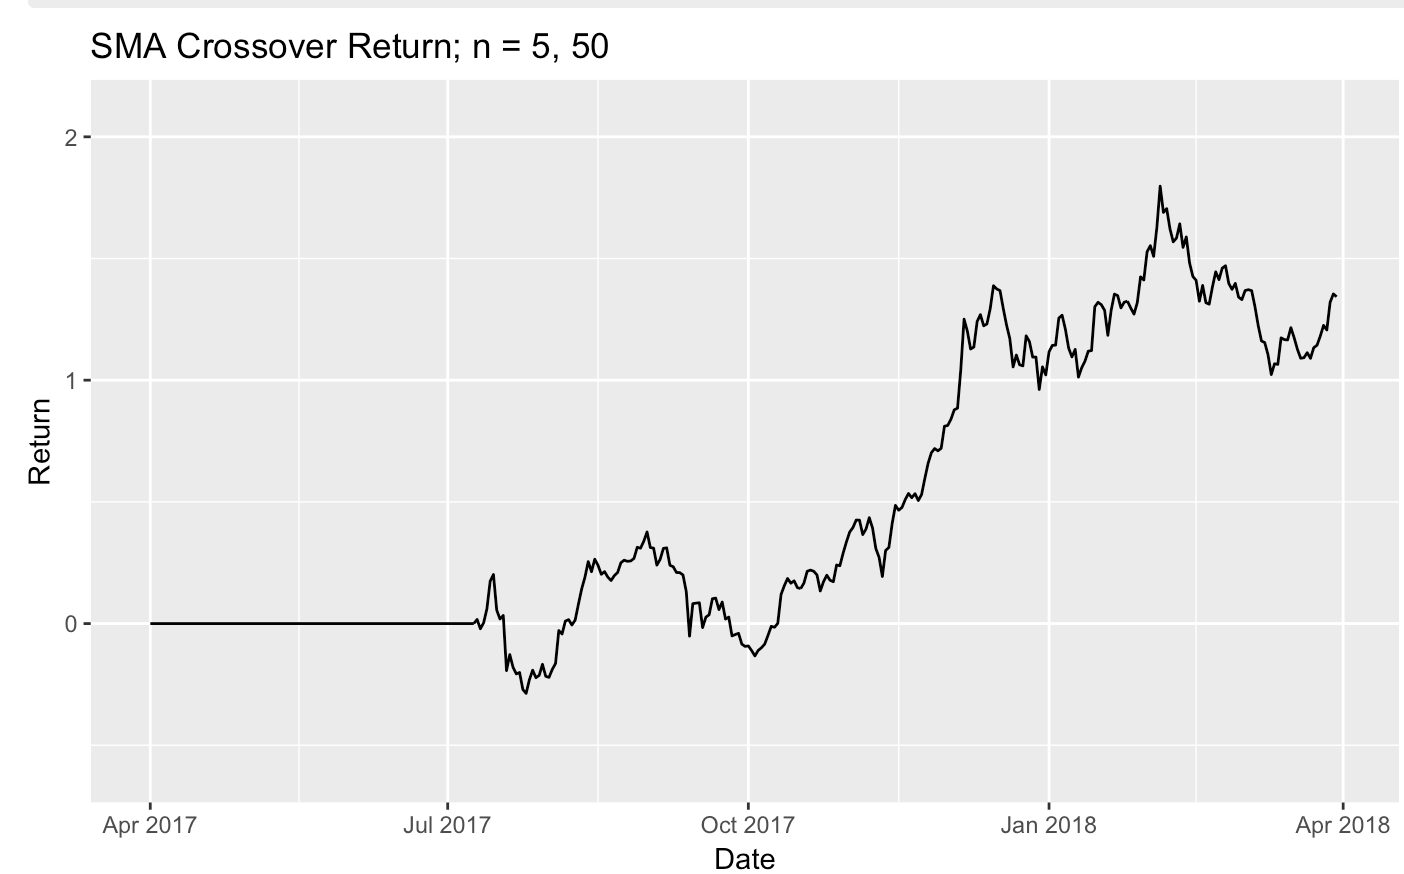 SMA Crossover Return; n = 5, 50
2
1
0
Return
Apr 2017
Jul 2017
Oct 2017
Jan 2018
Apr 2018
Date